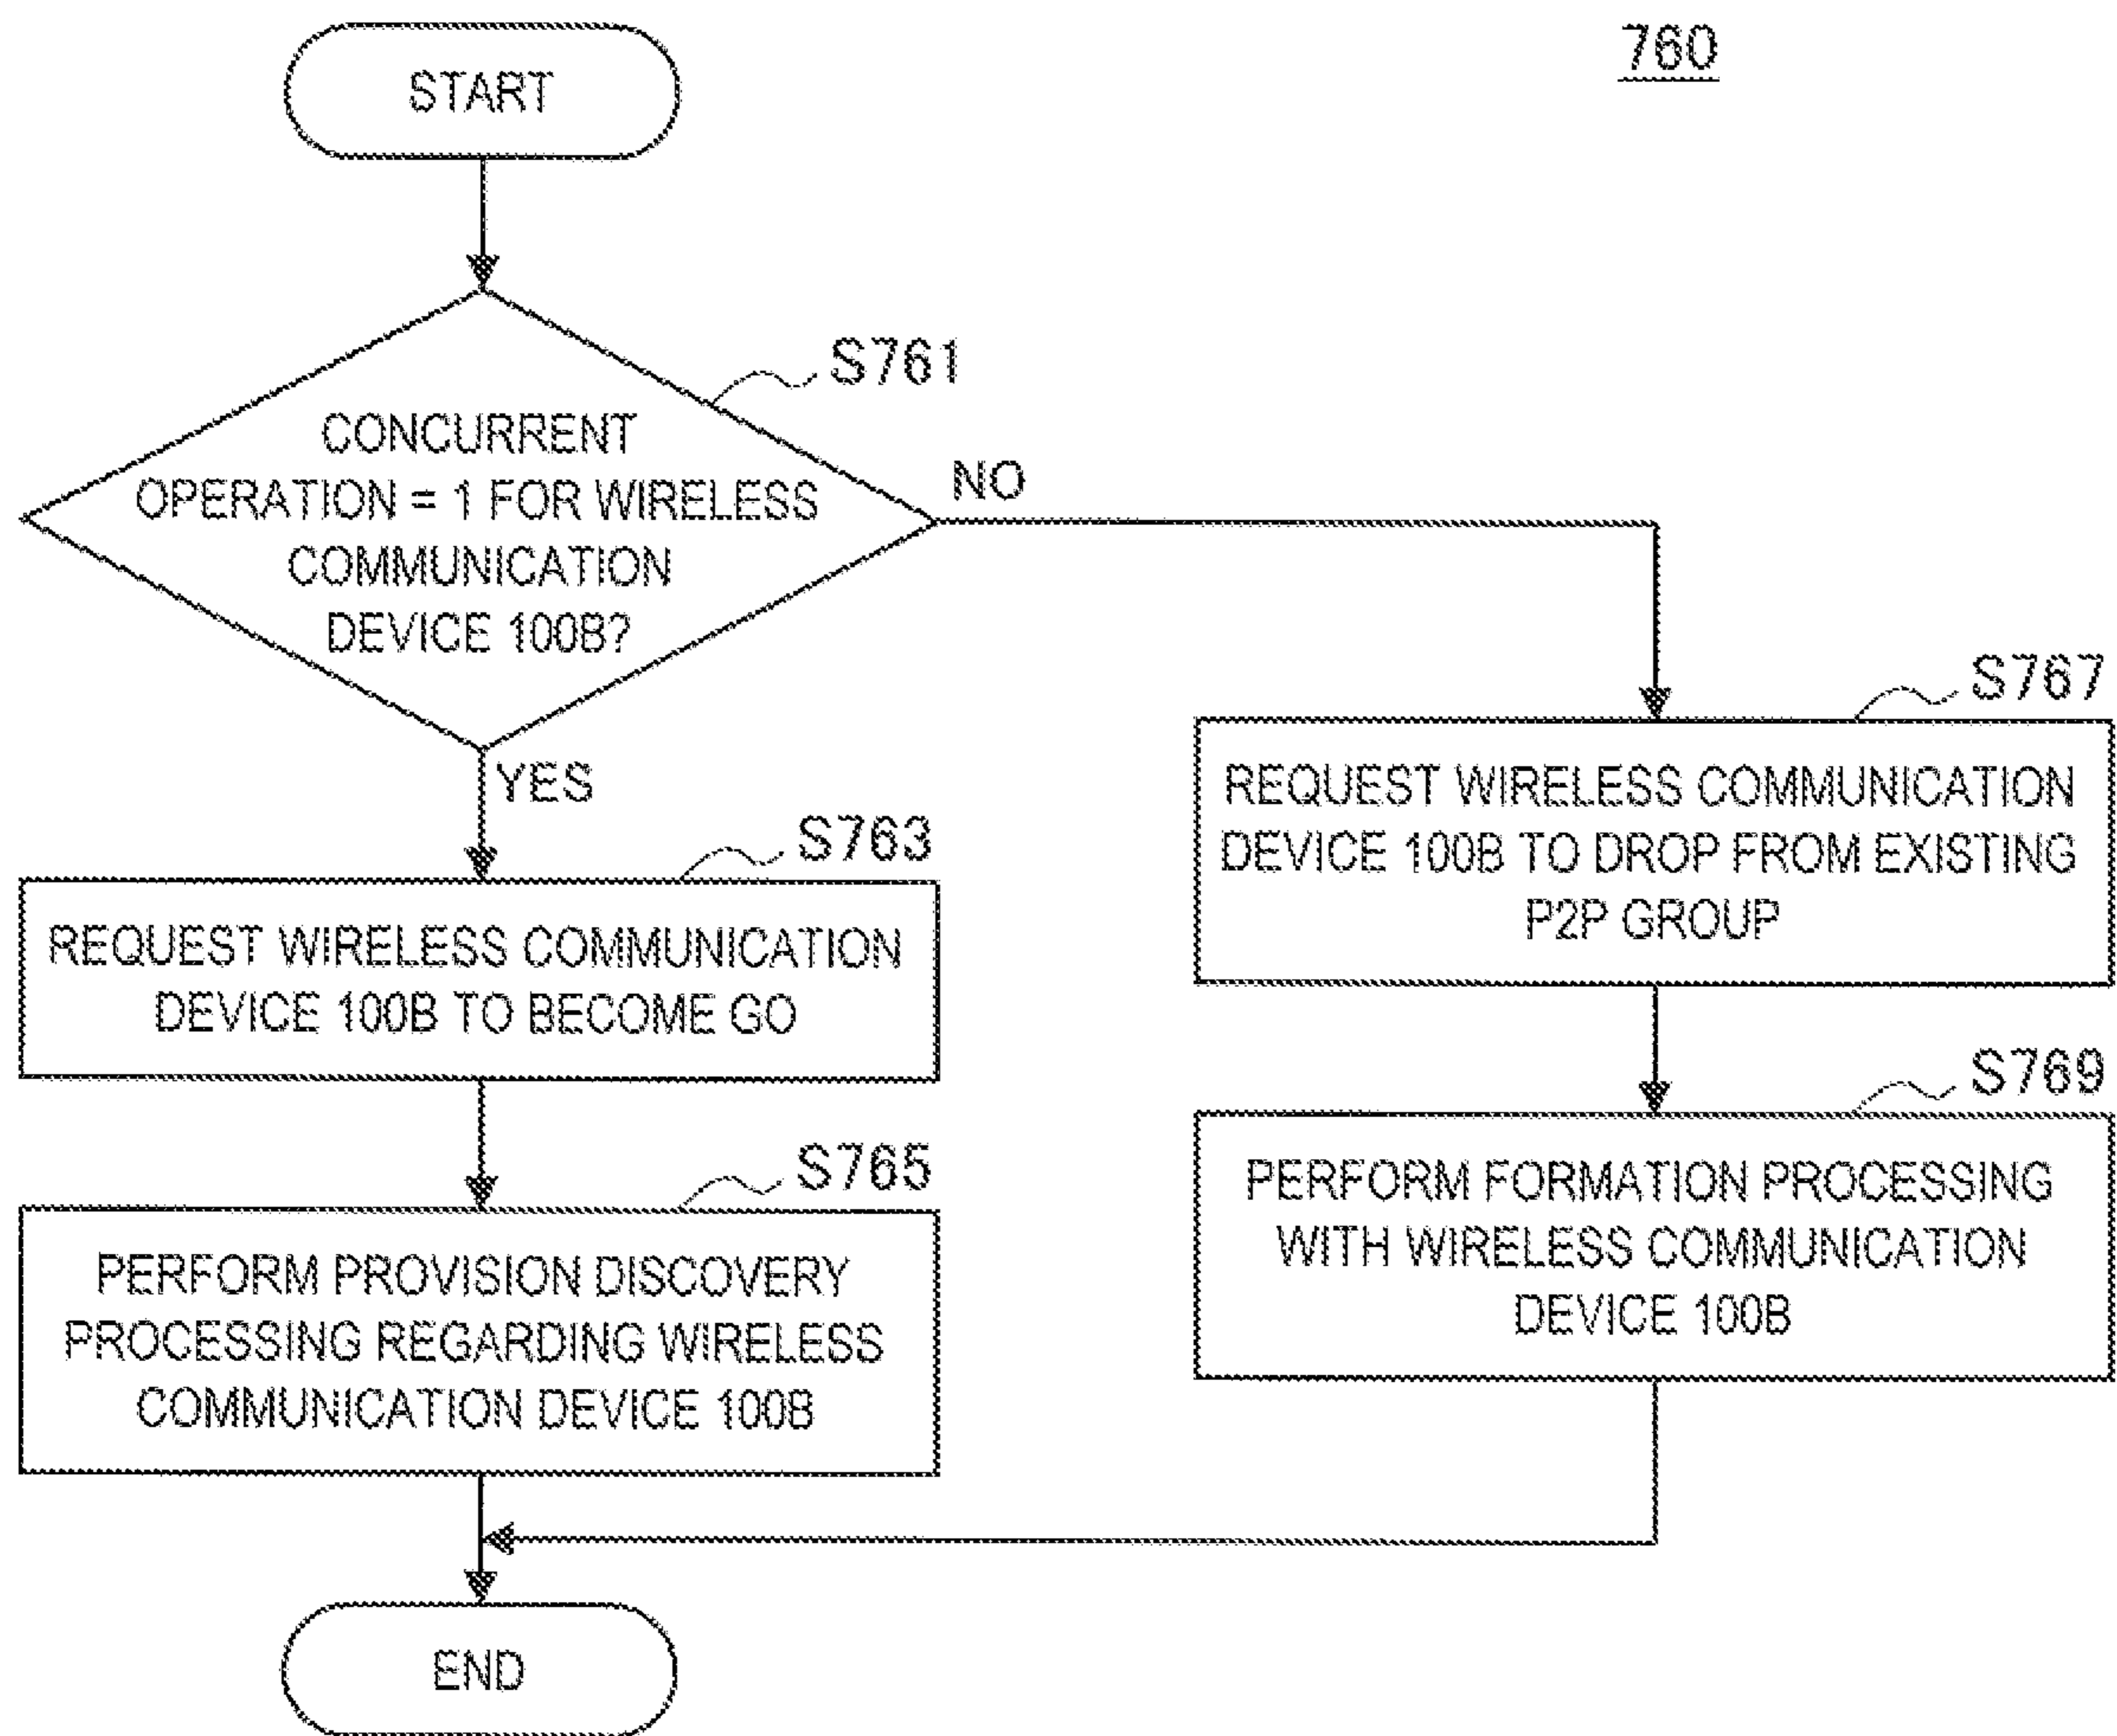 760
START
S761
CONCURRENT
OPERATION = 1 FOR WIRELESS
COMMUNICATION
DEVICE 100B?
NO
YES
S763
REQUEST WIRELESS COMMUNICATION
DEVICE 100B TO BECOME GO
S765
PERFORM PROVISION DISCOVERY
PROCESSING REGARDING WIRELESS
COMMUNICATION DEVICE 100B
S767
REQUEST WIRELESS COMMUNICATION
DEVICE 100B TO DROP FROM EXISTING
P2P GROUP
S769
PERFORM FORMATION PROCESSING
WITH WIRELESS COMMUNICATION
DEVICE 100B
END